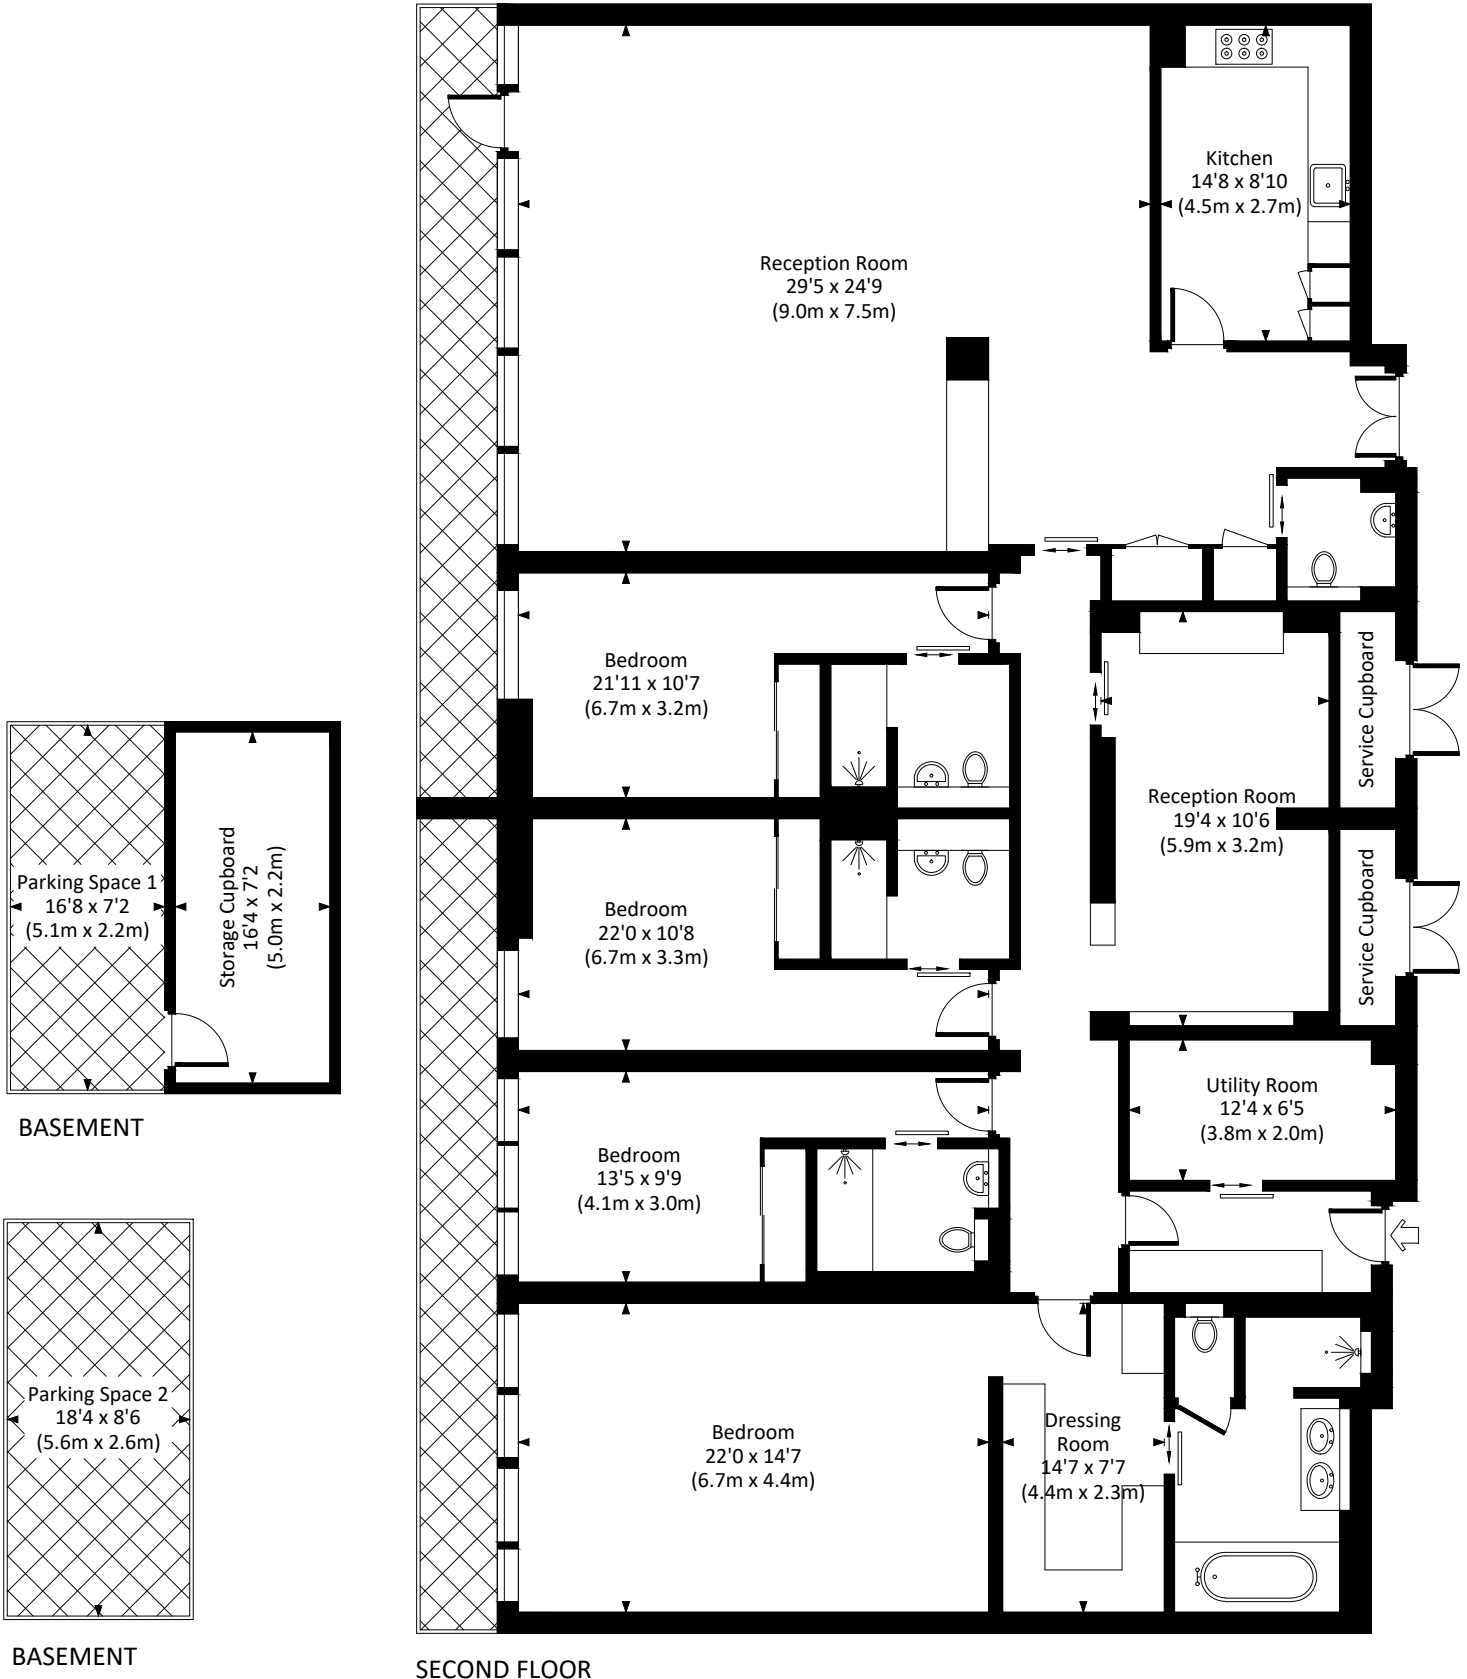 Kitchen
14'8 x 8'10
(4.5m x 2.7m)
Reception Room
29'5 x 24'9
(9.0m x 7.5m)
Bedroom
21'11 x 10'7
(6.7m x 3.2m)
Service Cupboard
Reception Room
19'4 x 10'6
(5.9m x 3.2m)
Parking Space 1
16'8 x 7'2
(5.1m x 2.2m)
Storage Cupboard
16'4 x 7'2
(5.0m x 2.2m)
Bedroom
22'0 x 10'8
(6.7m x 3.3m)
Service Cupboard
Utility Room
12'4 x 6'5
(3.8m x 2.0m)
BASEMENT
Bedroom
13'5 x 9'9
(4.1m x 3.0m)
Parking Space 2
18'4 x 8'6
(5.6m x 2.6m)
Bedroom
22'0 x 14'7
(6.7m x 4.4m)
Dressing
Room
14'7 x 7'7
(4.4m x 2.3m)
BASEMENT
SECOND FLOOR